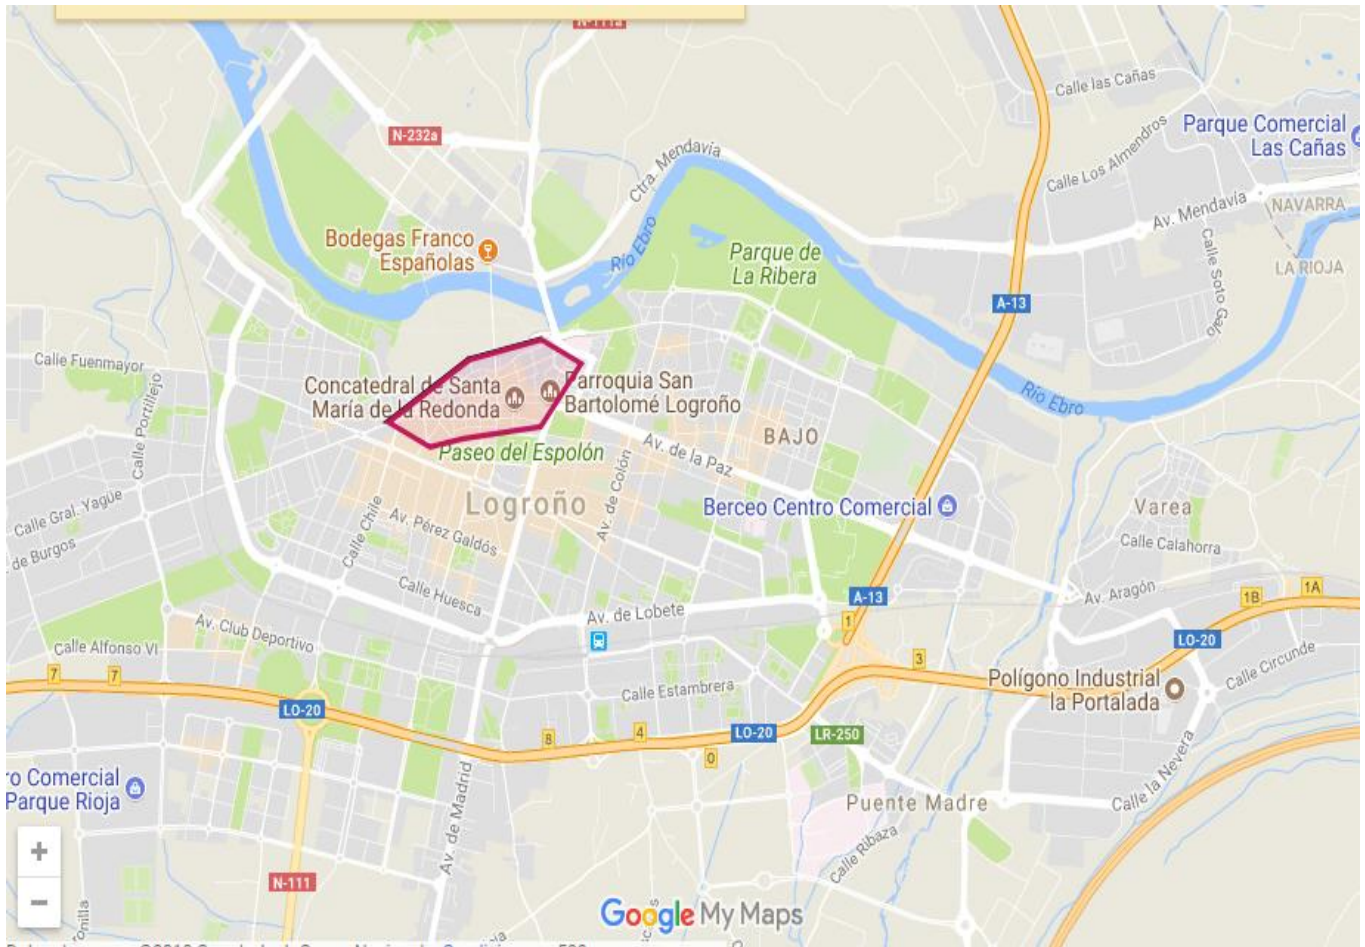 N-111a
Calle las Cañas
Parque Comercial
Las Cañas
N-232a
Ctra. Mendavia
Calle Los Almendros
Av. Mendavia
NAVARRA
LA RIOJA
Calle Soto Galo
Bodegas Franco
Españolas
Río Ebro
Parque de
La Ribera
A-13
Calle Fuenmayor
Calle Portillejo
Concatedral de Santa
María de la Redonda
Parroquia San
Bartolomé Logroño
Río Ebro
Paseo del Espolón
Av. de la Paz
BAJO
Logroño
Av. de Colón
Berceo Centro Comercial
Varea
Calle Gral. Yagüe
de Burgos
Calle Chile
Av. Pérez Galdós
Calle Calahorra
Calle Huesca
Av. de Lobete
A-13
Av. Aragón
1B
1A
Av. Club Deportivo
1
LO-20
Calle Alfonso VI
3
7
7
Calle Estambrera
Polígono Industrial
la Portalada
Calle Circunde
LO-20
8
4
LO-20
LR-250
0
ro Comercial
Parque Rioja
Av. de Madrid
Puente Madre
Calle la Nevera
Calle Ribaza
+
−
N-111
Google My Maps